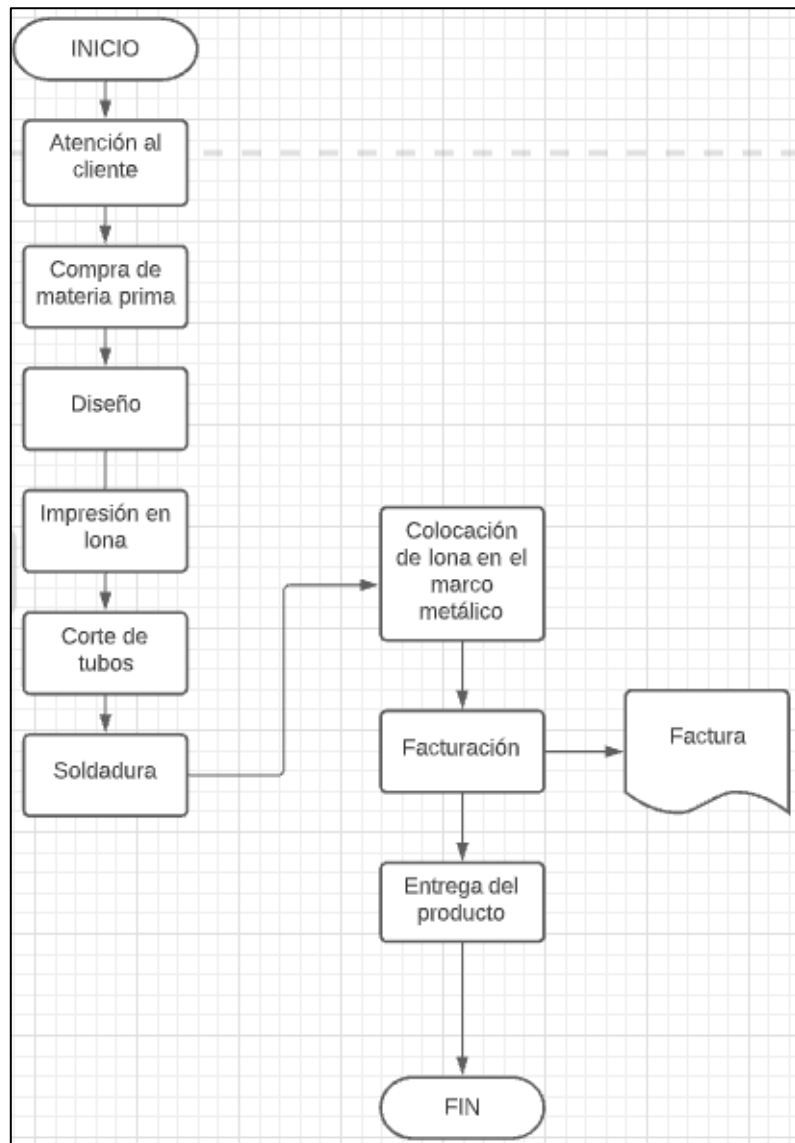 INICIO
Atención al
cliente
Compra de
materia prima
Diseño
Impresión en
lona
Corte de
tubos
Soldadura
Colocación
de lona en el
marco
metálico
Facturación
Factura
Entrega del
producto
FIN